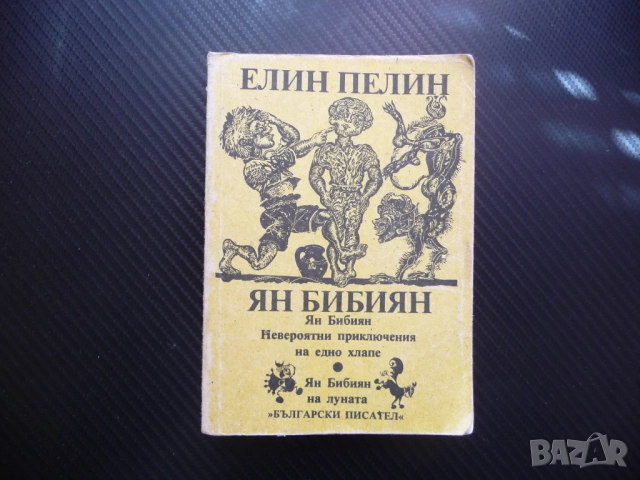 ЕЛИН ПЕЛИН
ЯН БИБИЯН
Ян Бибиян
Невероятни приключения
на едно хлапе
Ян Бибиян
на луната
»БЪЛГАРСКИ ПИСАТЕЛ«
BAZAR